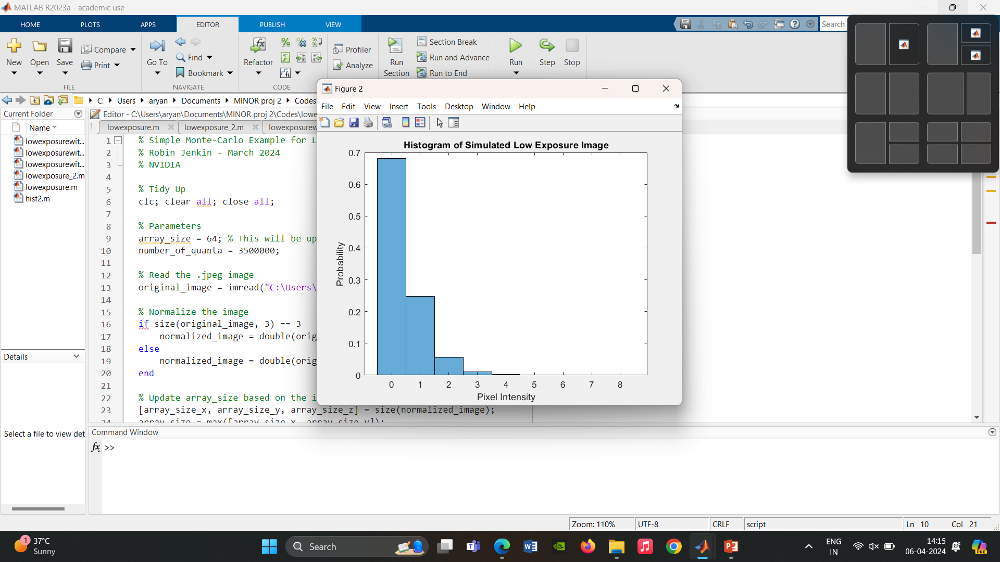 MATLAB R2023a - academic use
HOME PLOTS APPS EDITOR PUBLISH VIEW
Search
New Open Save Compare Print
FILE
Go To Find Bookmark
NAVIGATE
Refactor
CODE
Profiler
Analyze
Run Section
Section Break
Run and Advance
Run to End
Run Step Stop
C: Users aryan Documents MINOR proj 2 Codes
Current Folder
Name
lowexposurewit...
lowexposurewit...
lowexposurewit...
lowexposure_2.m
lowexposure.m
hist2.m
Details
Select a file to view det
Editor - C:\Users\aryan\Documents\MINOR proj 2\Codes\lowe
lowexposure.m lowexposure_2.m lowexposurew
1 % Simple Monte-Carlo Example for L
2 % Robin Jenkin - March 2024
3 % NVIDIA
4
5 % Tidy Up
6 clc; clear all; close all;
7
8 % Parameters
9 array_size = 64; % This will be up
10 number_of_quanta = 3500000;
11
12 % Read the .jpeg image
13 original_image = imread("C:\Users\
14
15 % Normalize the image
16 if size(original_image, 3) == 3
17 normalized_image = double(orig
18 else
19 normalized_image = double(orig
20 end
21
22 % Update array_size based on the i
23 [array_size_x, array_size_y, array_size_z] = size(normalized_image);
24 array_size = max([array_size_x, array_size_y]);
Figure 2
File Edit View Insert Tools Desktop Window Help
Histogram of Simulated Low Exposure Image
0.7
0.6
0.5
0.4
0.3
0.2
0.1
0
Probability
0 1 2 3 4 5 6 7 8
Pixel Intensity
Command Window
fx >>
Zoom: 110% UTF-8 CRLF script Ln 10 Col 21
1
37°C
Sunny
Search
ENG
IN
14:15
06-04-2024
PRE